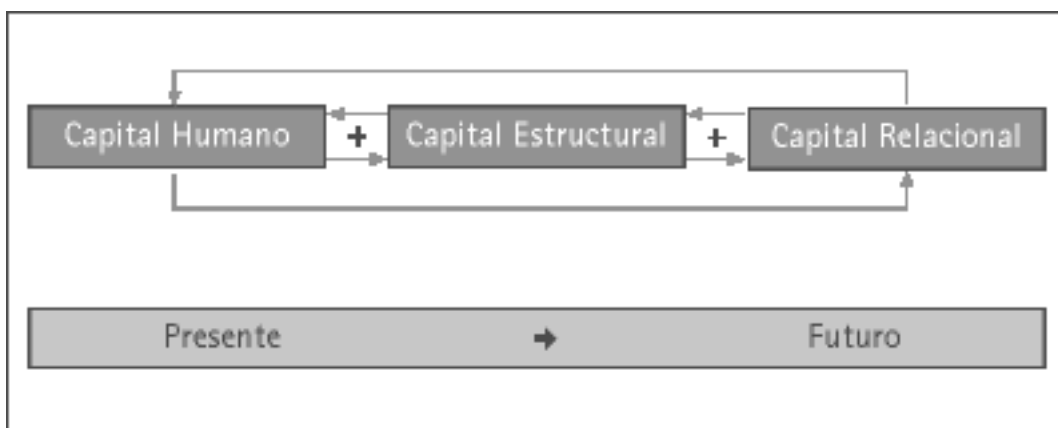 Capital Humano + Capital Estructural + Capital Relacional
Presente → Futuro